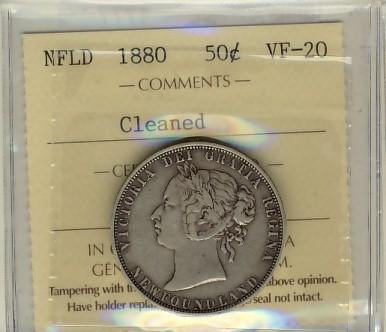 NFLD 1880 50¢ VF-20
— COMMENTS —
Cleaned
VICTORIA DEI GRATIA REGINA
NEWFOUNDLAND
IN
Tampering with above opinion.
Have holder seal not intact.